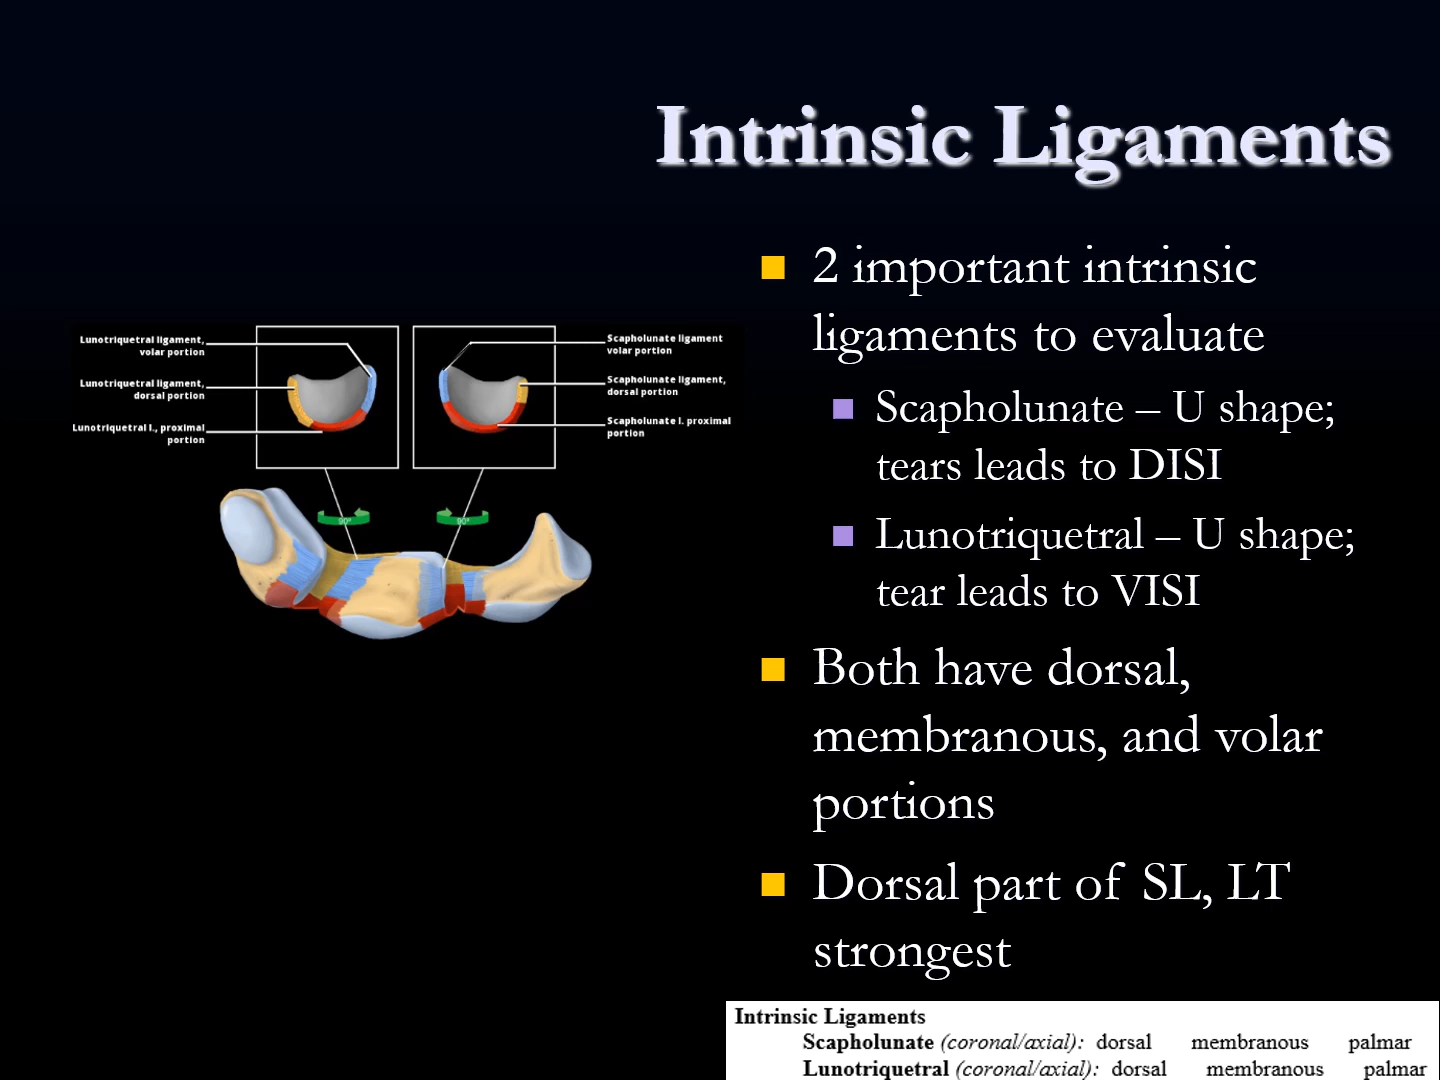 Intrinsic Ligaments
2 important intrinsic
ligaments to evaluate
Scapholunate – U shape;
tears leads to DISI
Lunotriquetral – U shape;
tear leads to VISI
Both have dorsal,
membranous, and volar
portions
Dorsal part of SL, LT
strongest
Lunotriquetral ligament,
volar portion
Lunotriquetral ligament,
dorsal portion
Lunotriquetral l., proximal
portion
Scapholunate ligament
volar portion
Scapholunate ligament,
dorsal portion
Scapholunate l. proximal
portion
90°
90°
Intrinsic Ligaments
Scapholunate (coronal/axial): dorsal membranous palmar
Lunotriquetral (coronal/axial): dorsal membranous palmar